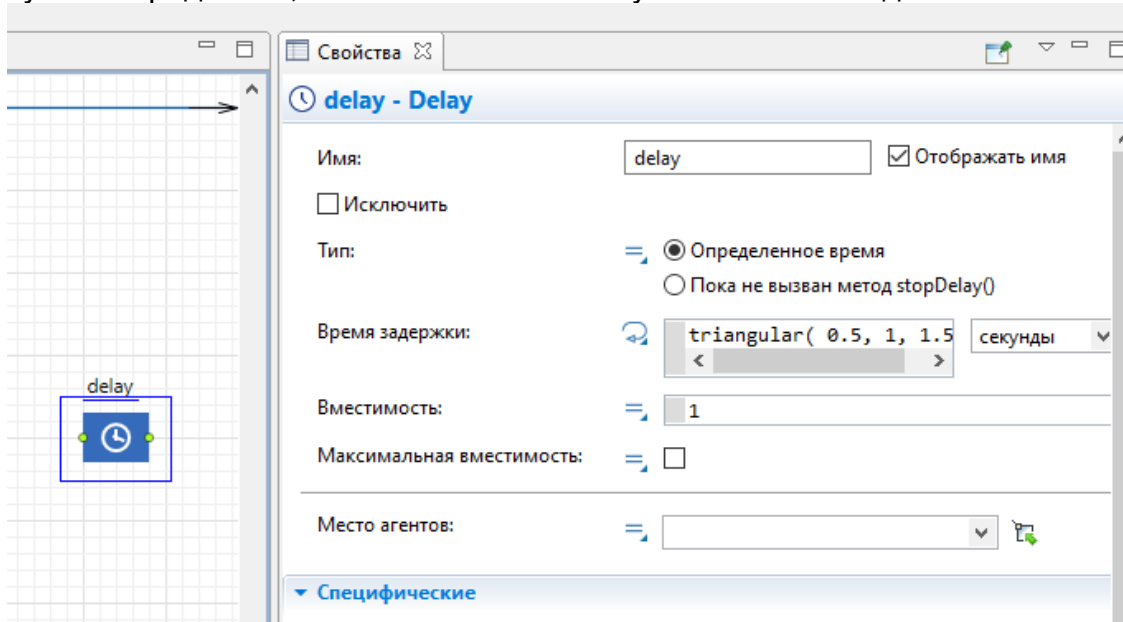 Свойства
delay - Delay
Имя:
delay
Отображать имя
Исключить
Тип:
Определенное время
Пока не вызван метод stopDelay()
Время задержки:
triangular( 0.5, 1, 1.5
секунды
delay
Вместимость:
1
Максимальная вместимость:
Место агентов:
Специфические